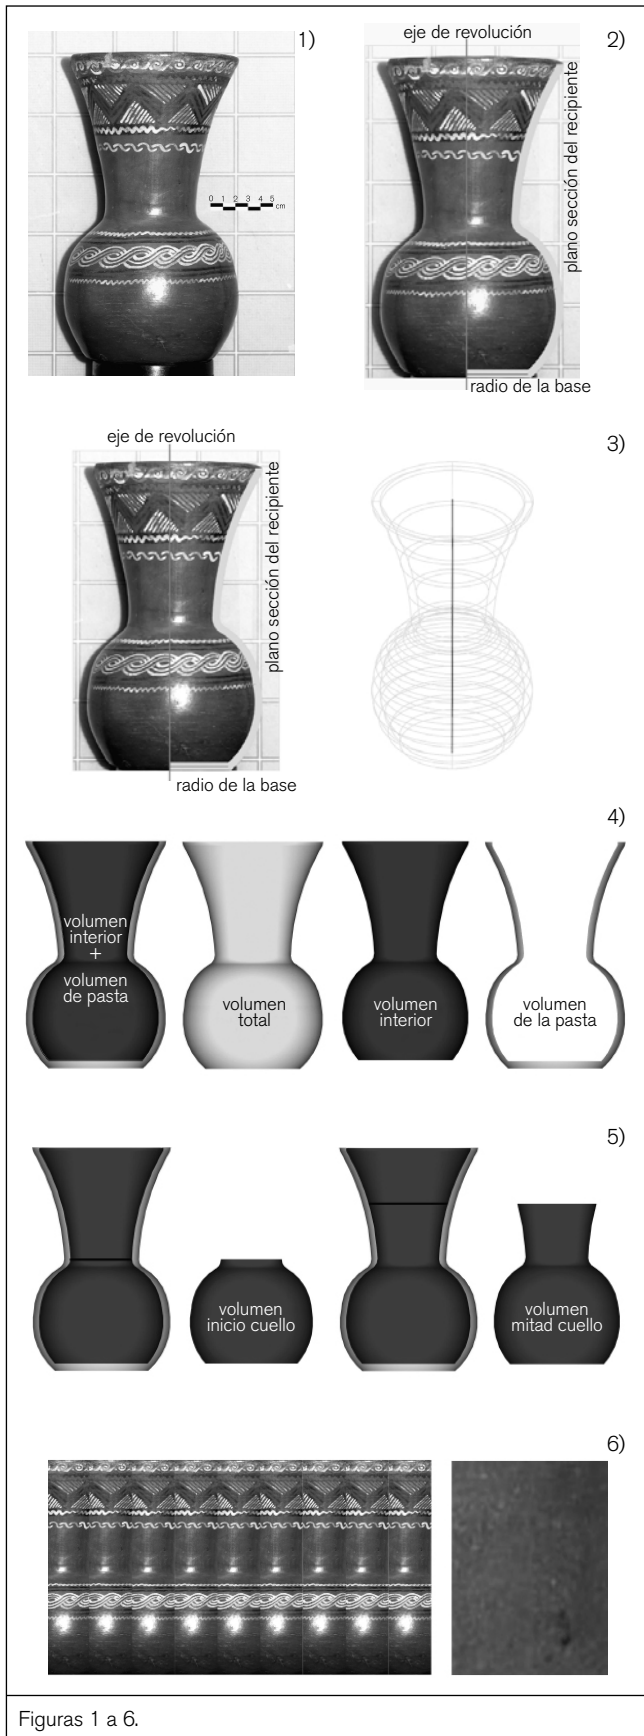 1)
0 1 2 3 4 5
cm
eje de revolución
2)
plano sección del recipiente
radio de la base
eje de revolución
plano sección del recipiente
radio de la base
3)
4)
volumen
interior
+
volumen
de pasta
volumen
total
volumen
interior
volumen
de la pasta
5)
volumen
inicio cuello
volumen
mitad cuello
6)
Figuras 1 a 6.